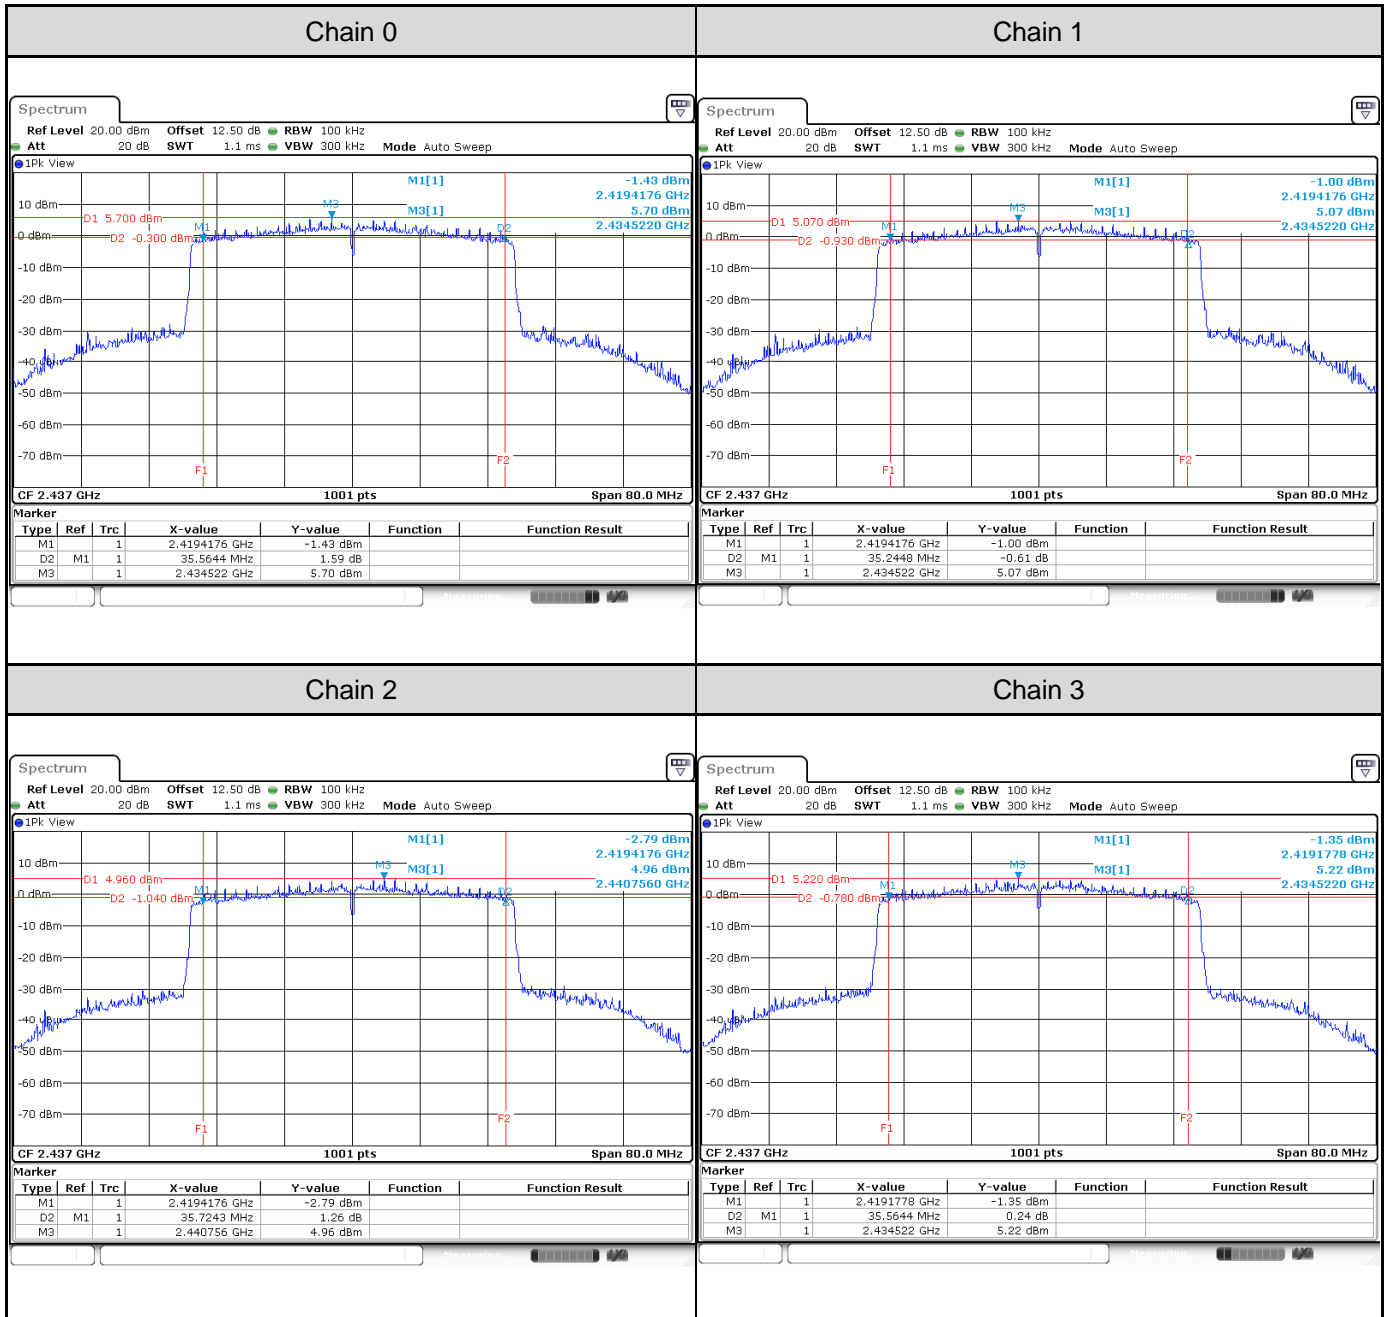 Chain 0
Spectrum
Ref Level 20.00 dBm Offset 12.50 dB RBW 100 kHz
Att 20 dB SWT 1.1 ms VBW 300 kHz Mode Auto Sweep
1Pk View
M1[1] -1.43 dBm
2.4194176 GHz
M3[1] 5.70 dBm
2.4345220 GHz
10 dBm
D1 5.700 dBm
M3
M1
D2
0 dBm
D2 -0.300 dBm
-10 dBm
-20 dBm
-30 dBm
-40 dBm
-50 dBm
-60 dBm
-70 dBm
F1
F2
CF 2.437 GHz 1001 pts Span 80.0 MHz
Marker
Type Ref Trc X-value Y-value Function Function Result
M1 1 2.4194176 GHz -1.43 dBm
D2 M1 1 35.5644 MHz 1.59 dB
M3 1 2.434522 GHz 5.70 dBm
Measuring...
Chain 1
Spectrum
Ref Level 20.00 dBm Offset 12.50 dB RBW 100 kHz
Att 20 dB SWT 1.1 ms VBW 300 kHz Mode Auto Sweep
1Pk View
M1[1] -1.00 dBm
2.4194176 GHz
M3[1] 5.07 dBm
2.4345220 GHz
10 dBm
D1 5.070 dBm
M3
M1
D2
0 dBm
D2 -0.930 dBm
-10 dBm
-20 dBm
-30 dBm
-40 dBm
-50 dBm
-60 dBm
-70 dBm
F1
F2
CF 2.437 GHz 1001 pts Span 80.0 MHz
Marker
Type Ref Trc X-value Y-value Function Function Result
M1 1 2.4194176 GHz -1.00 dBm
D2 M1 1 35.2448 MHz -0.61 dB
M3 1 2.434522 GHz 5.07 dBm
Measuring...
Chain 2
Spectrum
Ref Level 20.00 dBm Offset 12.50 dB RBW 100 kHz
Att 20 dB SWT 1.1 ms VBW 300 kHz Mode Auto Sweep
1Pk View
M1[1] -2.79 dBm
2.4194176 GHz
M3[1] 4.96 dBm
2.4407560 GHz
10 dBm
D1 4.960 dBm
M3
M1
D2
0 dBm
D2 -1.040 dBm
-10 dBm
-20 dBm
-30 dBm
-40 dBm
-50 dBm
-60 dBm
-70 dBm
F1
F2
CF 2.437 GHz 1001 pts Span 80.0 MHz
Marker
Type Ref Trc X-value Y-value Function Function Result
M1 1 2.4194176 GHz -2.79 dBm
D2 M1 1 35.7243 MHz 1.26 dB
M3 1 2.440756 GHz 4.96 dBm
Measuring...
Chain 3
Spectrum
Ref Level 20.00 dBm Offset 12.50 dB RBW 100 kHz
Att 20 dB SWT 1.1 ms VBW 300 kHz Mode Auto Sweep
1Pk View
M1[1] -1.35 dBm
2.4191778 GHz
M3[1] 5.22 dBm
2.4345220 GHz
10 dBm
D1 5.220 dBm
M3
M1
D2
0 dBm
D2 -0.780 dBm
-10 dBm
-20 dBm
-30 dBm
-40 dBm
-50 dBm
-60 dBm
-70 dBm
F1
F2
CF 2.437 GHz 1001 pts Span 80.0 MHz
Marker
Type Ref Trc X-value Y-value Function Function Result
M1 1 2.4191778 GHz -1.35 dBm
D2 M1 1 35.5644 MHz 0.24 dB
M3 1 2.434522 GHz 5.22 dBm
Measuring...